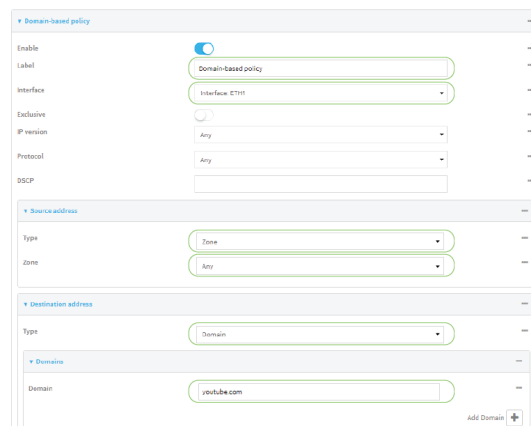 Domain-based policy
Enable
Label Domain-based policy
Interface Interface: ETH1
Exclusive
IP version Any
Protocol Any
DSCP
Source address
Type Zone
Zone Any
Destination address
Type Domain
Domains
Domain youtube.com
Add Domain